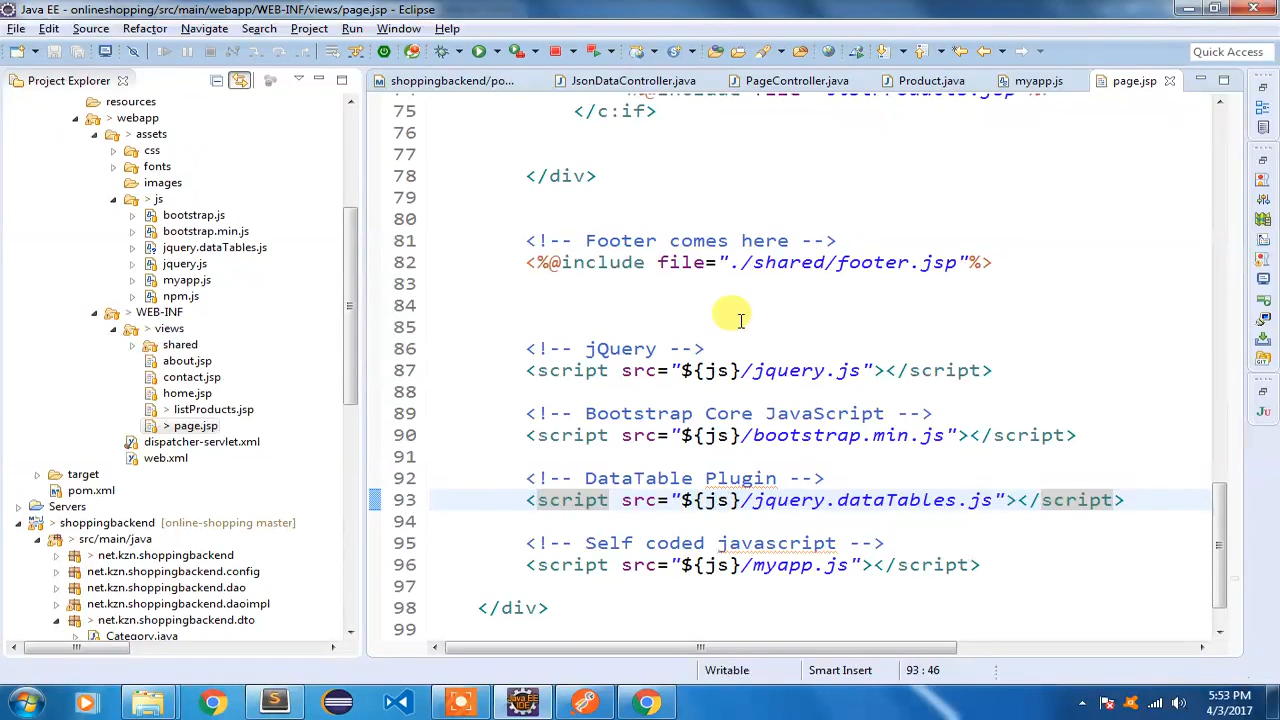 Java EE - onlineshopping/src/main/webapp/WEB-INF/views/page.jsp - Eclipse
File Edit Source Refactor Navigate Search Project Run Window Help
Quick Access
Project Explorer
shoppingbackend/po...
JsonDataController.java
PageController.java
Product.java
myapp.js
page.jsp
resources
webapp
assets
css
fonts
images
> js
bootstrap.js
bootstrap.min.js
jquery.dataTables.js
jquery.js
myapp.js
npm.js
WEB-INF
> views
shared
about.jsp
contact.jsp
home.jsp
> listProducts.jsp
> page.jsp
dispatcher-servlet.xml
web.xml
target
pom.xml
Servers
> shoppingbackend [online-shopping master]
src/main/java
net.kzn.shoppingbackend
net.kzn.shoppingbackend.config
net.kzn.shoppingbackend.dao
net.kzn.shoppingbackend.daoimpl
net.kzn.shoppingbackend.dto
Category.java
75 </c:if>
76
77
78 </div>
79
80
81 <!-- Footer comes here -->
82 <%@include file="./shared/footer.jsp"%>
83
84
85
86 <!-- jQuery -->
87 <script src="${js}/jquery.js"></script>
88
89 <!-- Bootstrap Core JavaScript -->
90 <script src="${js}/bootstrap.min.js"></script>
91
92 <!-- DataTable Plugin -->
93 <script src="${js}/jquery.dataTables.js"></script>
94
95 <!-- Self coded javascript -->
96 <script src="${js}/myapp.js"></script>
97
98 </div>
99
Writable Smart Insert 93 : 46
5:53 PM
4/3/2017